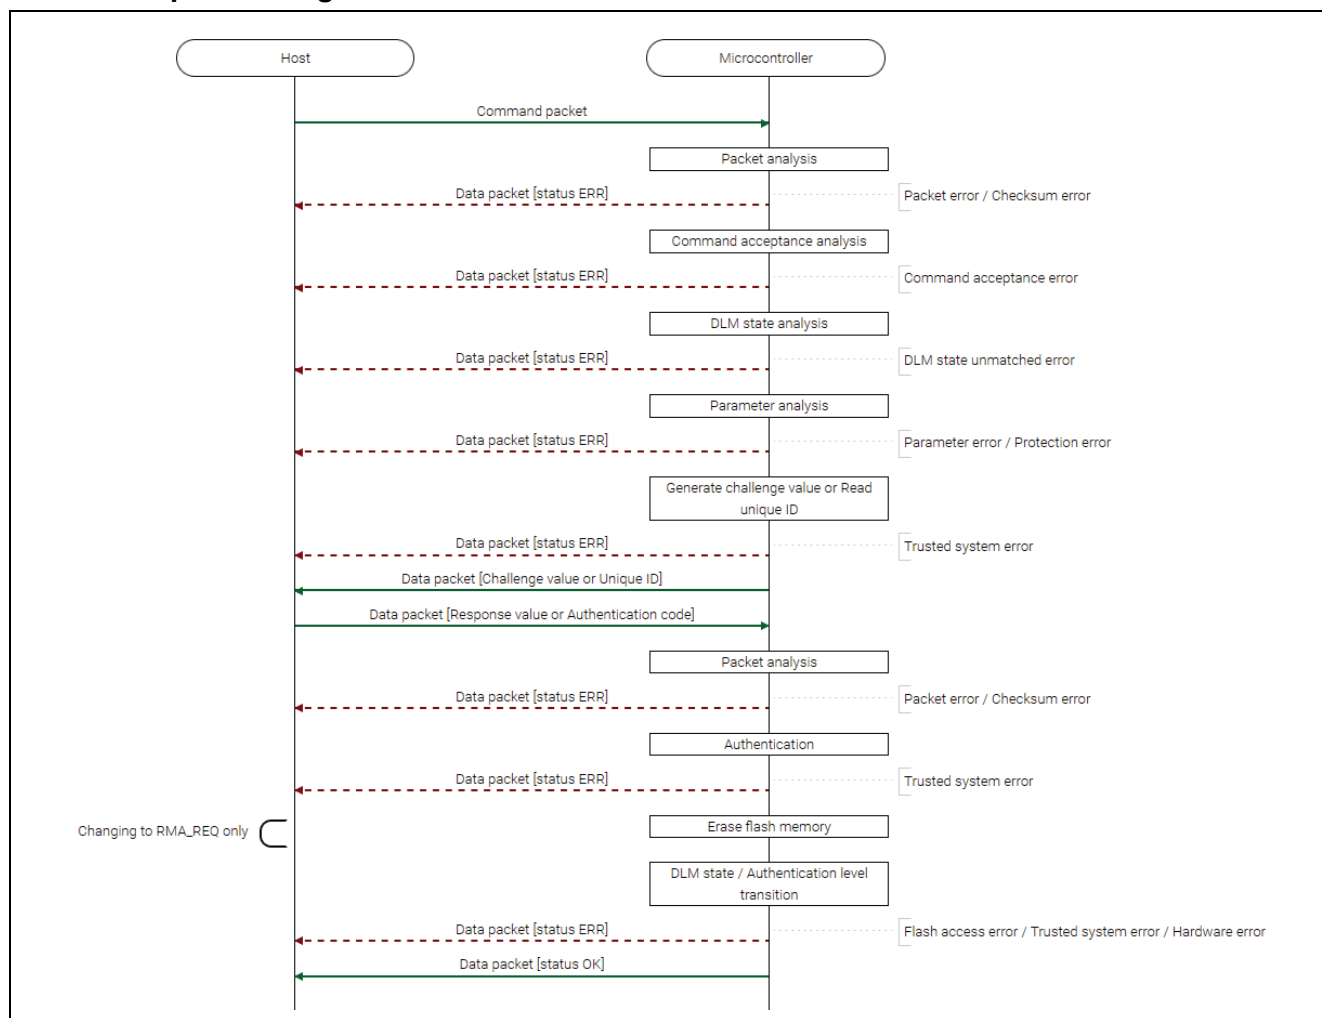 Host
Microcontroller
Command packet
Packet analysis
Data packet [status ERR]
Packet error / Checksum error
Command acceptance analysis
Data packet [status ERR]
Command acceptance error
DLM state analysis
Data packet [status ERR]
DLM state unmatched error
Parameter analysis
Data packet [status ERR]
Parameter error / Protection error
Generate challenge value or Read
unique ID
Data packet [status ERR]
Trusted system error
Data packet [Challenge value or Unique ID]
Data packet [Response value or Authentication code]
Packet analysis
Data packet [status ERR]
Packet error / Checksum error
Authentication
Data packet [status ERR]
Trusted system error
Changing to RMA_REQ only
Erase flash memory
DLM state / Authentication level
transition
Data packet [status ERR]
Flash access error / Trusted system error / Hardware error
Data packet [status OK]